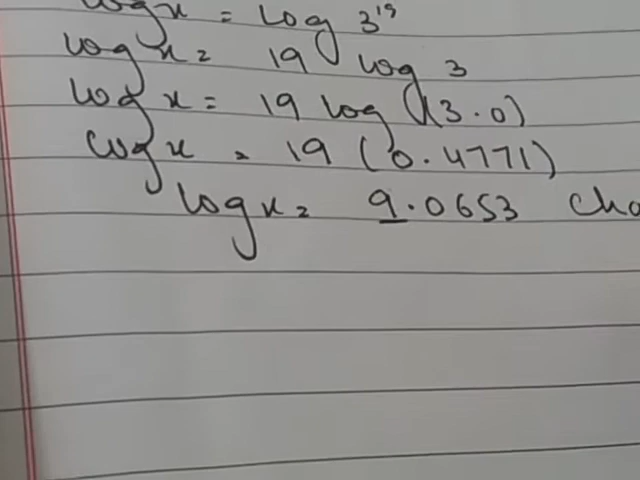 log x = log 3¹⁹
log x = 19 log 3
log x = 19 log (3.0)
log x = 19 (0.4771)
log x = 9.0653 Cha